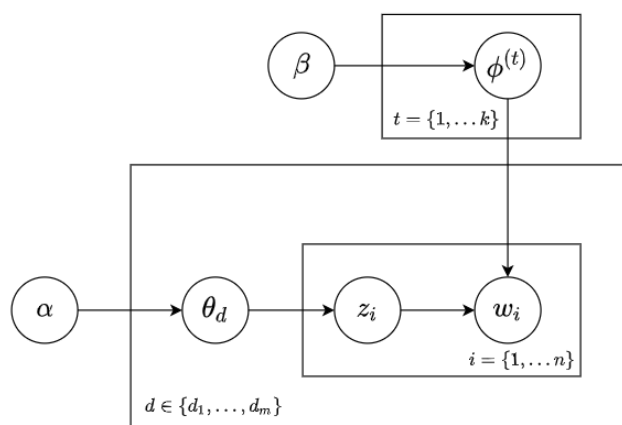 β
ϕ^{(t)}
t = {1, … k}
α
θ_d
z_i
w_i
i = {1, … n}
d ∈ {d_1, …, d_m}